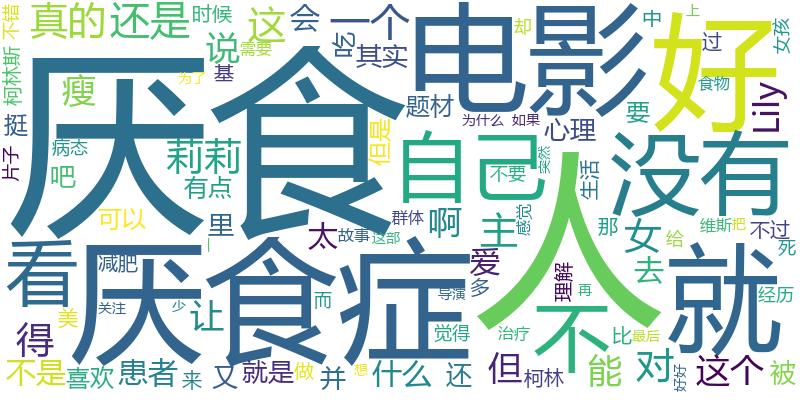 不错
真的
还是
时候
这
会
一个
电影
好
中
过
上
女孩
柯林斯
瘦
说
基
需要
为了
吃
其实
却
要
食物
挺
厌食
但是
题材
为什么
如果
心理
Lily
片子
病态
吧
莉莉
有点
自己
不要
突然
生活
没有
可以
里
一
太
故事
群体
这部
啊
主
感觉
人
那
女
维斯
把
给
不过
死
看
减肥
厌食症
爱
多
理解
去
就
经历
美
关注
少
让
而
导演
再
不
得
觉得
治疗
比
最后
不是
喜欢
患者
来
又
就是
做
并
想
什么
还
但
柯林
能
对
好好
这个
被